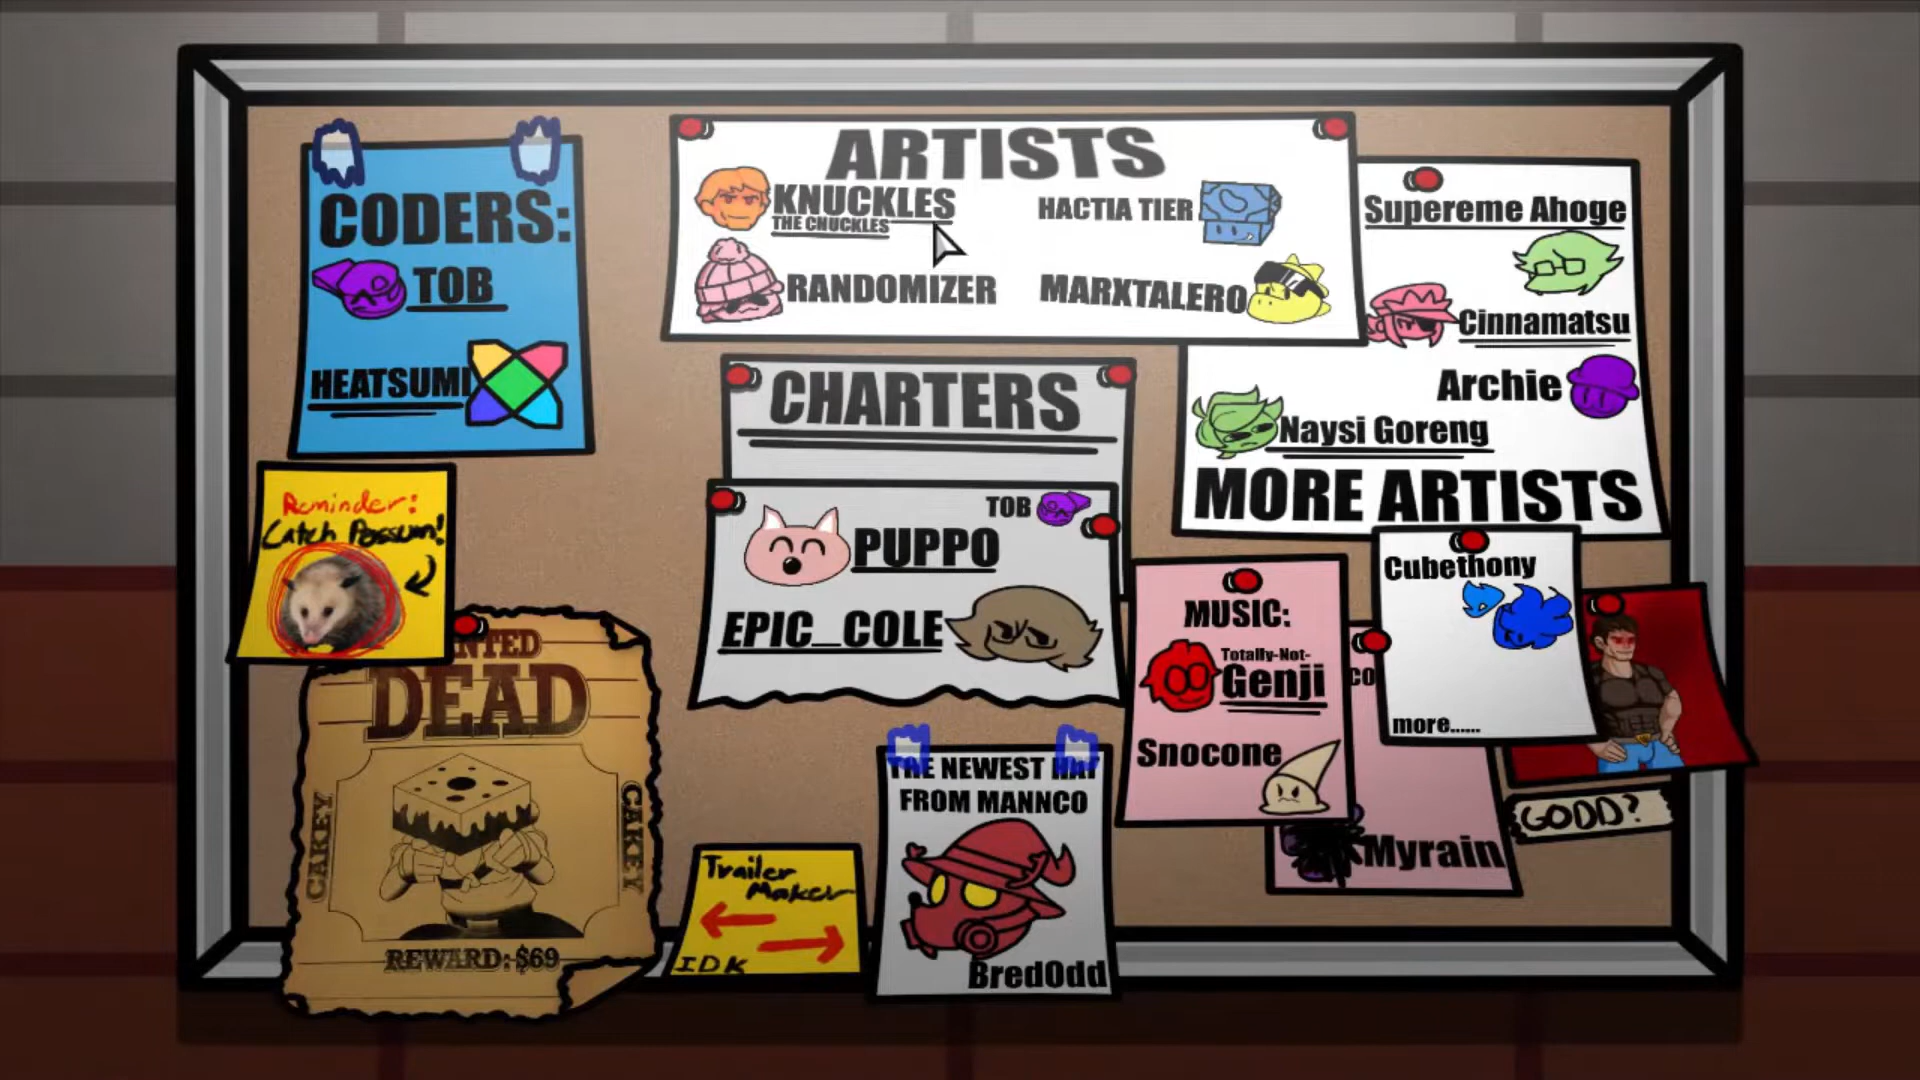 CODERS:
TOB
HEATSUMI
ARTISTS
KNUCKLES
THE CHUCKLES
HACTIA TIER
RANDOMIZER
MARXTALERO
Supereme Ahoge
Cinnamatsu
Archie
Naysi Goreng
MORE ARTISTS
CHARTERS
TOB
PUPPO
EPIC_COLE
Reminder:
Catch Possum!
DEAD
CAKEY
CAKEY
REWARD: $69
Trailer
Maker
IDK
THE NEWEST HAT
FROM MANNCO
BredOdd
MUSIC:
Totally-Not-
Genji
Snocone
Myrain
Cubethony
more......
GODD?